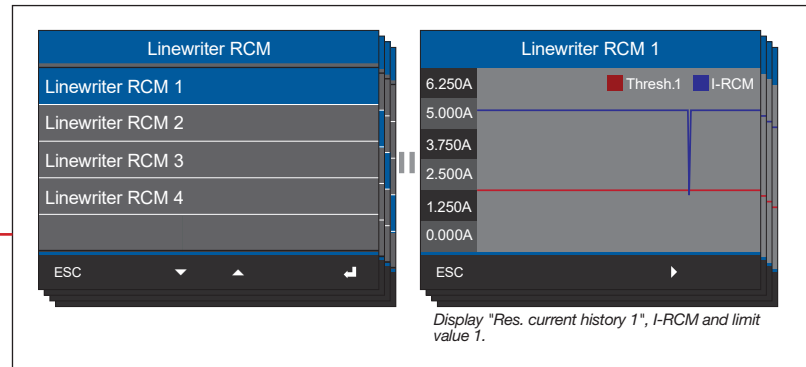 Linewriter RCM
Linewriter RCM 1
Linewriter RCM 2
Linewriter RCM 3
Linewriter RCM 4
ESC
Linewriter RCM 1
Thresh.1 I-RCM
6.250A
5.000A
3.750A
2.500A
1.250A
0.000A
ESC
Display "Res. current history 1", I-RCM and limit
value 1.